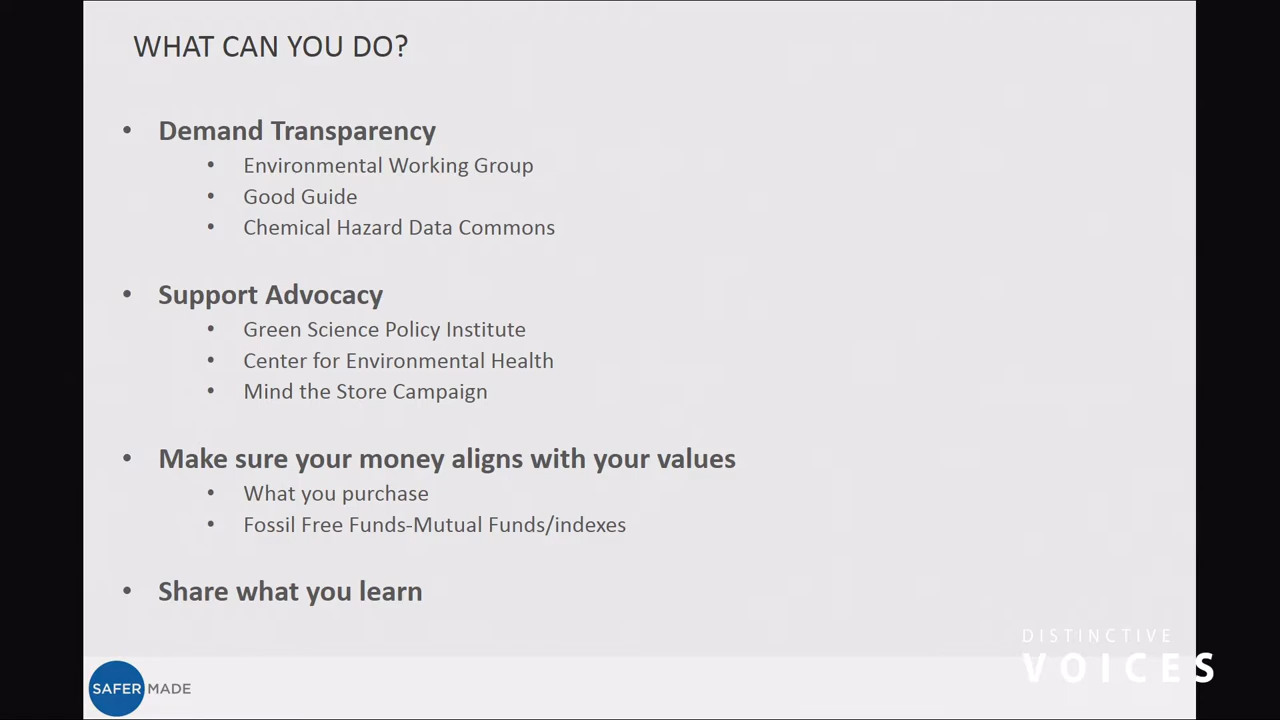 WHAT CAN YOU DO?
• Demand Transparency
• Environmental Working Group
• Good Guide
• Chemical Hazard Data Commons
• Support Advocacy
• Green Science Policy Institute
• Center for Environmental Health
• Mind the Store Campaign
• Make sure your money aligns with your values
• What you purchase
• Fossil Free Funds-Mutual Funds/indexes
• Share what you learn
DISTINCTIVE
VOICES
SAFER MADE